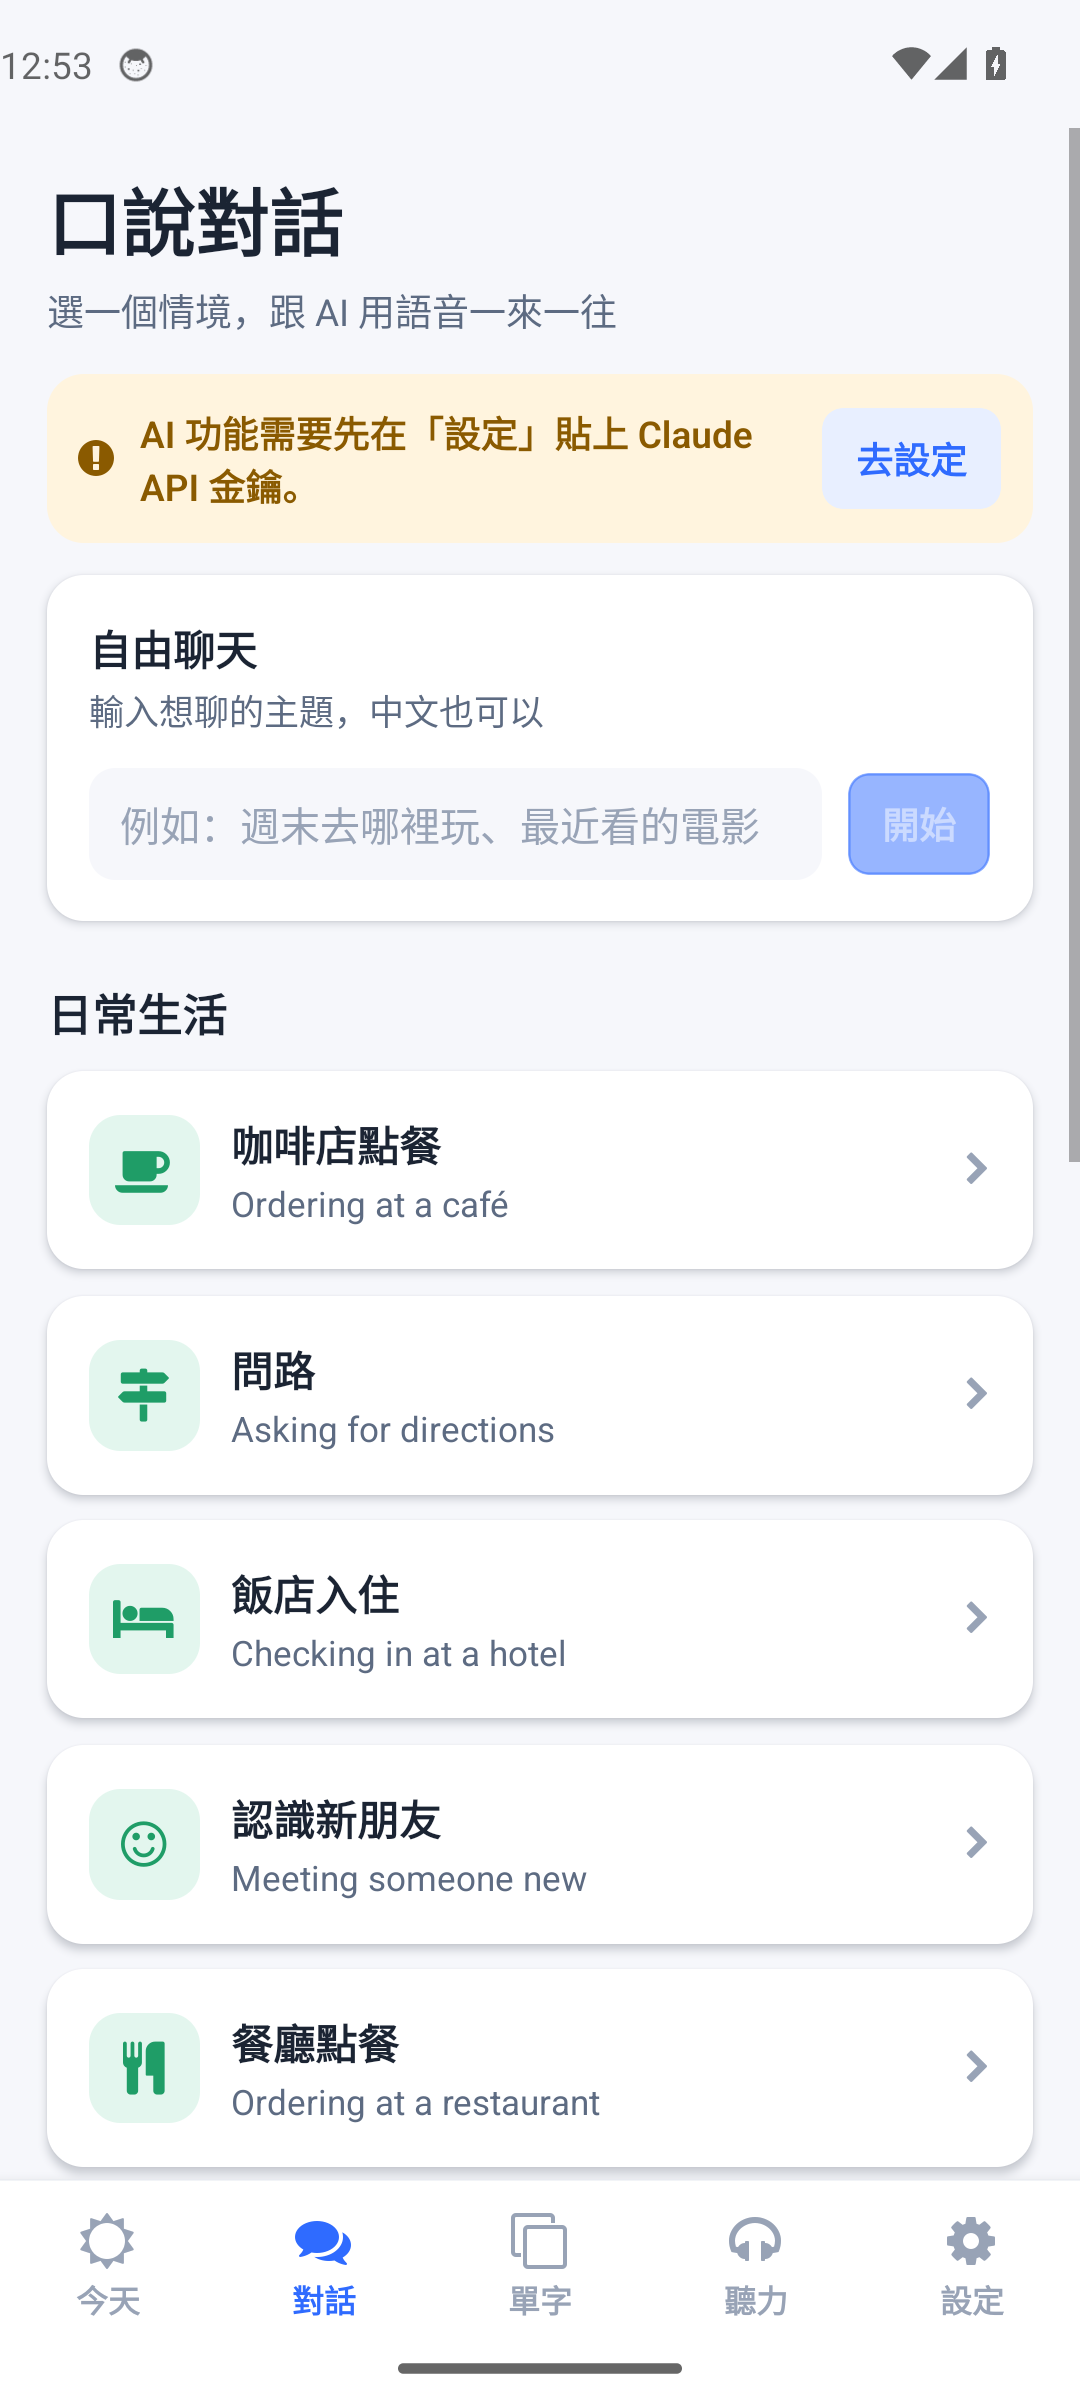 12:53
口說對話
選一個情境，跟 AI 用語音一來一往
AI 功能需要先在「設定」貼上 Claude
API 金鑰。
去設定
自由聊天
輸入想聊的主題，中文也可以
例如：週末去哪裡玩、最近看的電影
開始
日常生活
咖啡店點餐
Ordering at a café
問路
Asking for directions
飯店入住
Checking in at a hotel
認識新朋友
Meeting someone new
餐廳點餐
Ordering at a restaurant
今天
對話
單字
聽力
設定